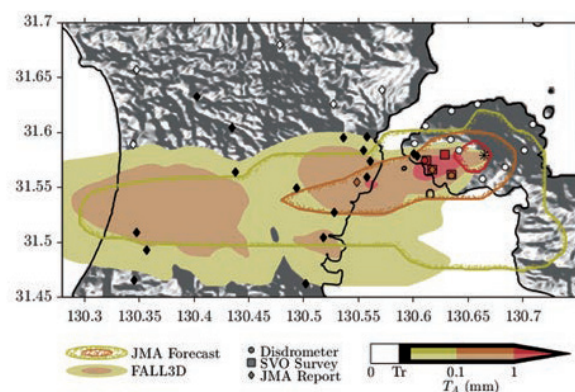 31.7
31.65
31.6
31.55
31.5
31.45
130.3 130.35 130.4 130.45 130.5 130.55 130.6 130.65 130.7
JMA Forecast
FALL3D
Disdrometer
SVO Survey
JMA Report
0 Tr 0.1 1
T_A (mm)